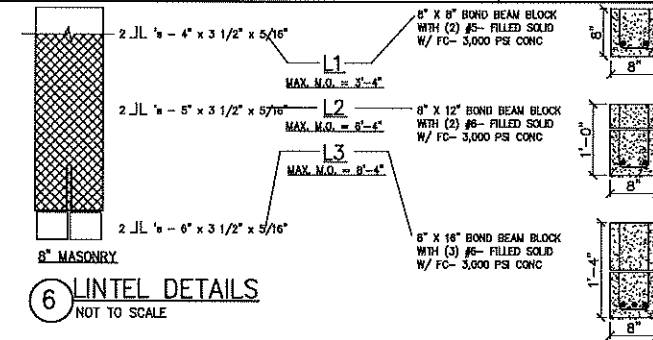 2 ⅃L 's - 4" x 3 1/2" x 5/16"
L1
MAX. M.O. = 3'-4"
8" X 8" BOND BEAM BLOCK
WITH (2) #5- FILLED SOLID
W/ FC- 3,000 PSI CONC
8"
8"
2 ⅃L 's - 5" x 3 1/2" x 5/16"
L2
MAX. M.O. = 6'-4"
8" X 12" BOND BEAM BLOCK
WITH (2) #6- FILLED SOLID
W/ FC- 3,000 PSI CONC
1'-0"
8"
L3
MAX. M.O. = 8'-4"
2 ⅃L 's - 6" x 3 1/2" x 5/16"
8" X 16" BOND BEAM BLOCK
WITH (3) #6- FILLED SOLID
W/ FC- 3,000 PSI CONC
1'-4"
8"
8" MASONRY
6 LINTEL DETAILS
NOT TO SCALE